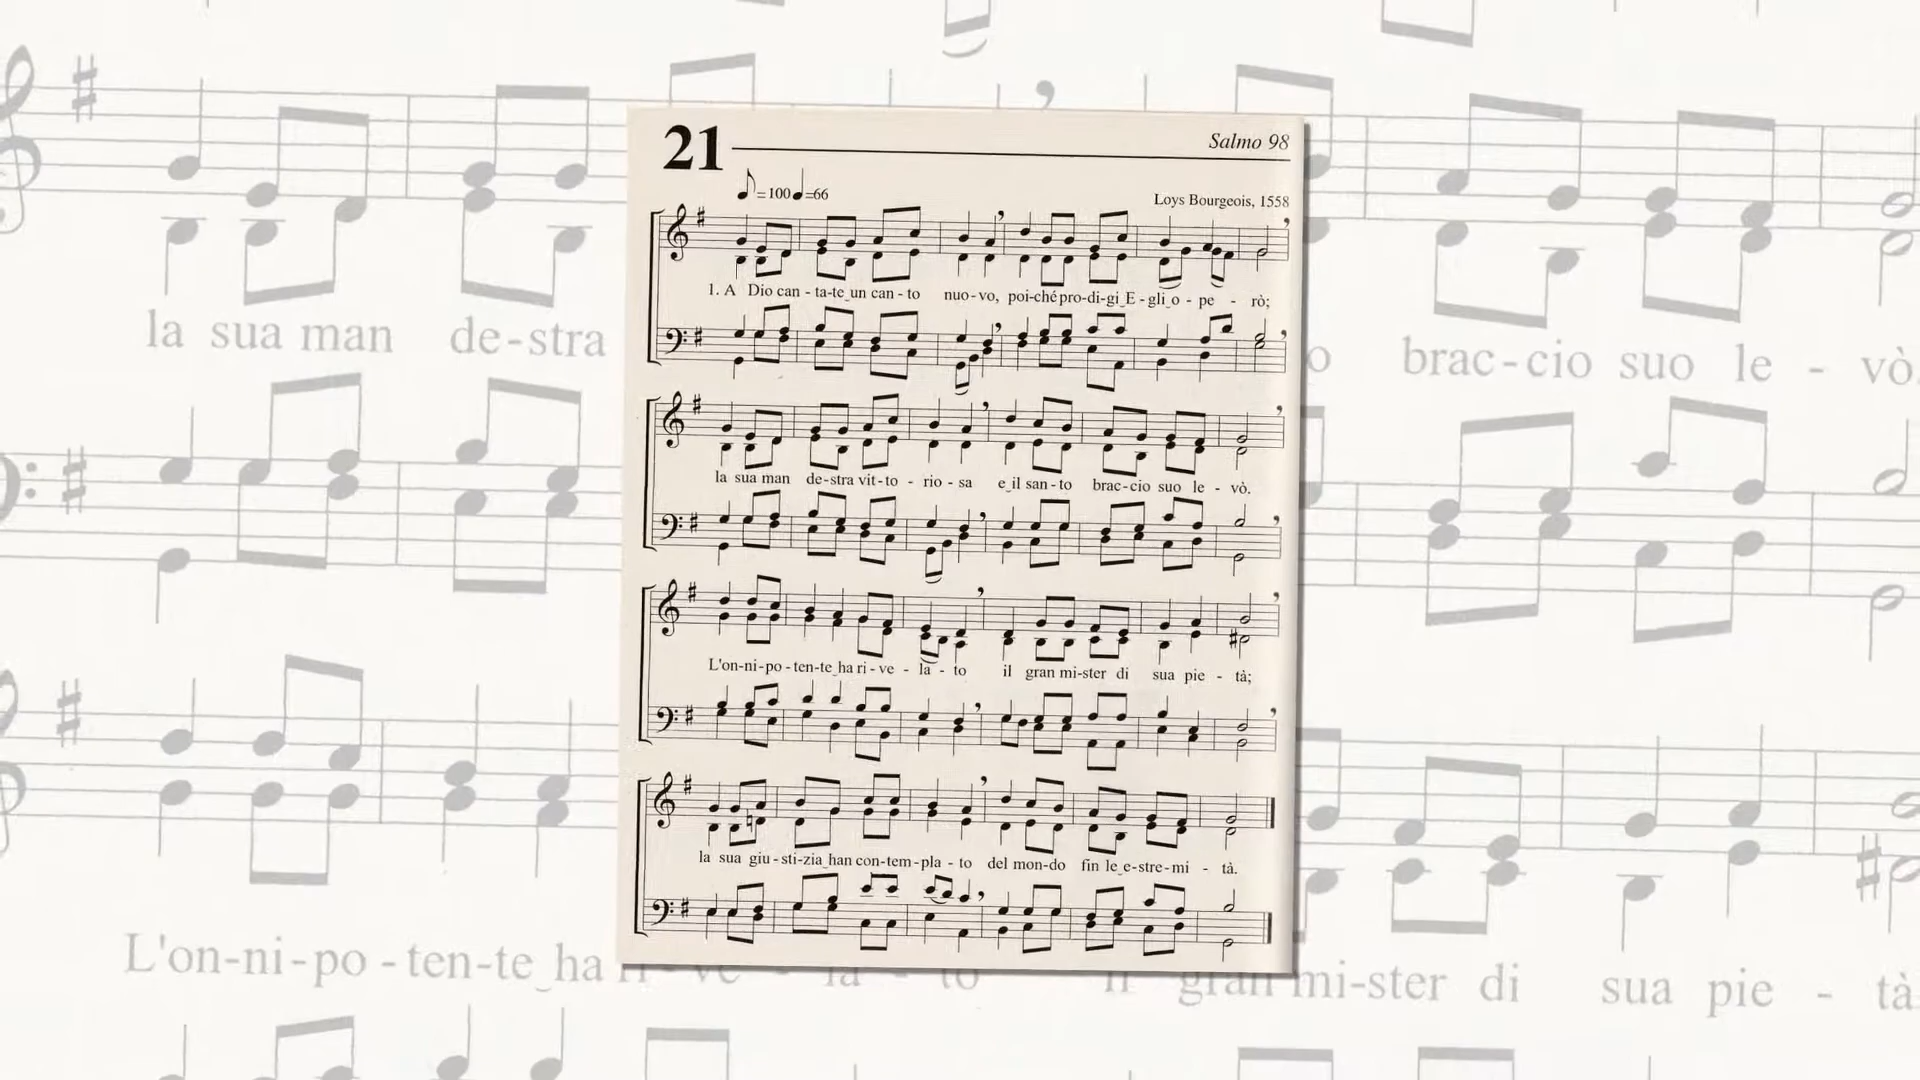 21
Salmo 98
=100 =66
Loys Bourgeois, 1558
1. A Dio can - ta-te‿un can - to nuo-vo, poi-ché pro-di-gi‿E-gli‿o - pe - rò;
la sua man de-stra vit-to - rio - sa e‿il san-to brac-cio suo le - vò.
L'on-ni-po - ten-te‿ha ri - ve - la - to il gran mi-ster di sua pie - tà;
la sua giu-sti-zia‿han con-tem-pla - to del mon-do fin le‿e-stre-mi - tà.
la sua man de-stra
brac-cio suo le - vò.
L'on-ni-po - ten-te‿ha ri - ve - la - to il gran mi-ster di sua pie - tà